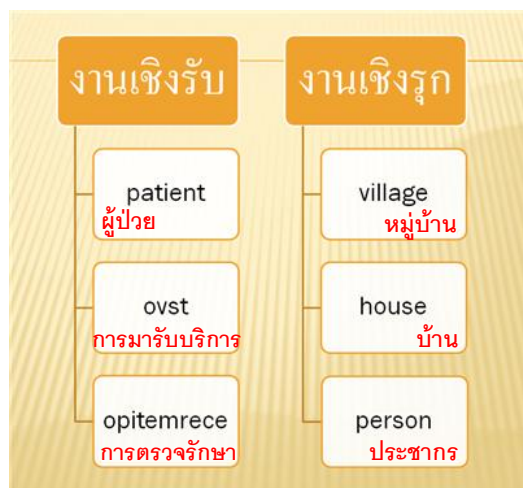 งานเชิงรับ
patient
ผู้ป่วย
ovst
การมารับบริการ
opitemrece
การตรวจรักษา
งานเชิงรุก
village
หมู่บ้าน
house
บ้าน
person
ประชากร